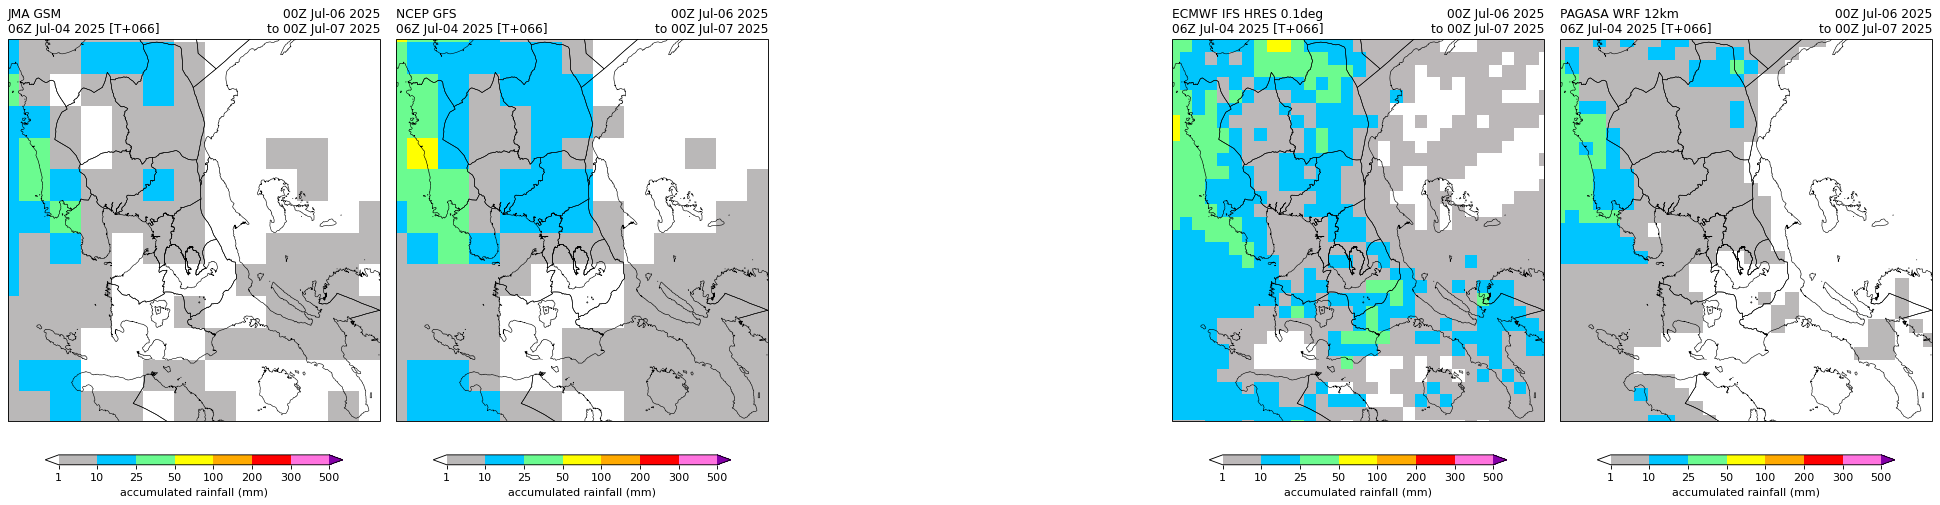 JMA GSM 00Z Jul-06 2025
06Z Jul-04 2025 [T+066] to 00Z Jul-07 2025
1 10 25 50 100 200 300 500
accumulated rainfall (mm)
NCEP GFS 00Z Jul-06 2025
06Z Jul-04 2025 [T+066] to 00Z Jul-07 2025
1 10 25 50 100 200 300 500
accumulated rainfall (mm)
ECMWF IFS HRES 0.1deg 00Z Jul-06 2025
06Z Jul-04 2025 [T+066] to 00Z Jul-07 2025
1 10 25 50 100 200 300 500
accumulated rainfall (mm)
PAGASA WRF 12km 00Z Jul-06 2025
06Z Jul-04 2025 [T+066] to 00Z Jul-07 2025
1 10 25 50 100 200 300 500
accumulated rainfall (mm)